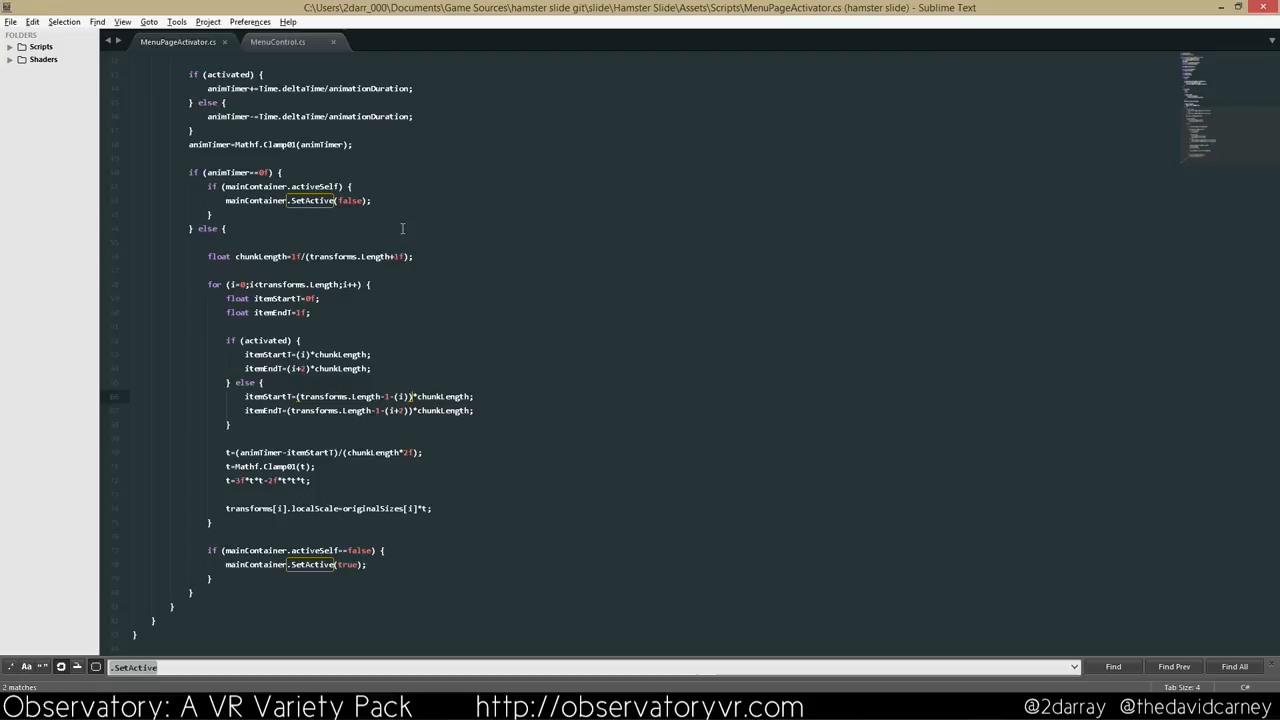 C:\Users\2darr_000\Documents\Game Sources\hamster slide git\slide\Hamster Slide\Assets\Scripts\MenuPageActivator.cs (hamster slide) - Sublime Text
File Edit Selection Find View Goto Tools Project Preferences Help
FOLDERS
Scripts
Shaders
MenuPageActivator.cs × MenuControl.cs ×
if (activated) {
animTimer+=Time.deltaTime/animationDuration;
} else {
animTimer-=Time.deltaTime/animationDuration;
}
animTimer=Mathf.Clamp01(animTimer);
if (animTimer==0f) {
if (mainContainer.activeSelf) {
mainContainer.SetActive(false);
}
} else {
float chunkLength=1f/(transforms.Length+1f);
for (i=0;i<transforms.Length;i++) {
float itemStartT=0f;
float itemEndT=1f;
if (activated) {
itemStartT=(i)*chunkLength;
itemEndT=(i+2)*chunkLength;
} else {
itemStartT=(transforms.Length-1-(i))*chunkLength;
itemEndT=(transforms.Length-1-(i+2))*chunkLength;
}
t=(animTimer-itemStartT)/(chunkLength*2f);
t=Mathf.Clamp01(t);
t=3f*t*t-2f*t*t*t;
transforms[i].localScale=originalSizes[i]*t;
}
if (mainContainer.activeSelf==false) {
mainContainer.SetActive(true);
}
}
}
}
}
.* Aa "" .SetActive Find Find Prev Find All
2 matches Tab Size: 4 C#
Observatory: A VR Variety Pack http://observatoryvr.com @2darray @thedavidcarney